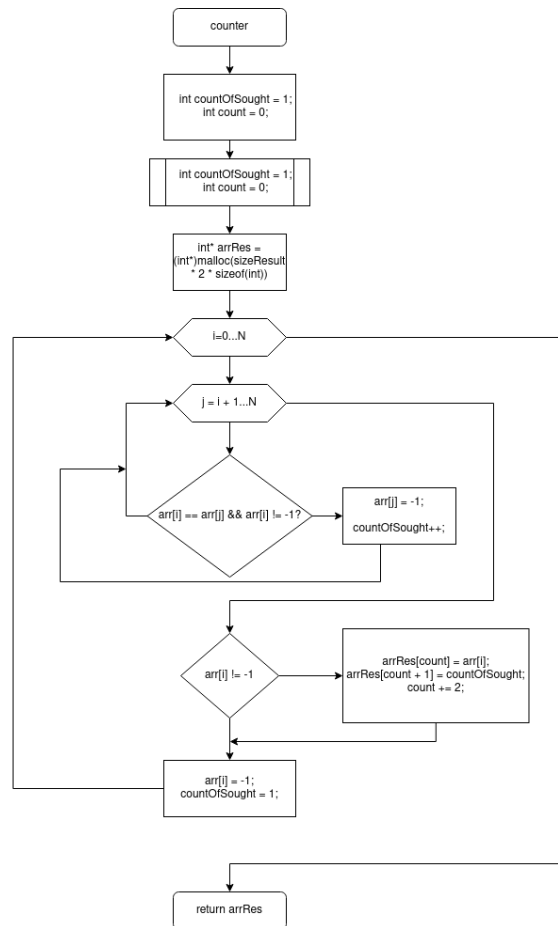 counter
int countOfSought = 1;
int count = 0;
int countOfSought = 1;
int count = 0;
int* arrRes =
(int*)malloc(sizeResult
* 2 * sizeof(int))
i=0...N
j = i + 1...N
arr[i] == arr[j] && arr[i] != -1?
arr[j] = -1;
countOfSought++;
arr[i] != -1
arrRes[count] = arr[i];
arrRes[count + 1] = countOfSought;
count += 2;
arr[i] = -1;
countOfSought = 1;
return arrRes